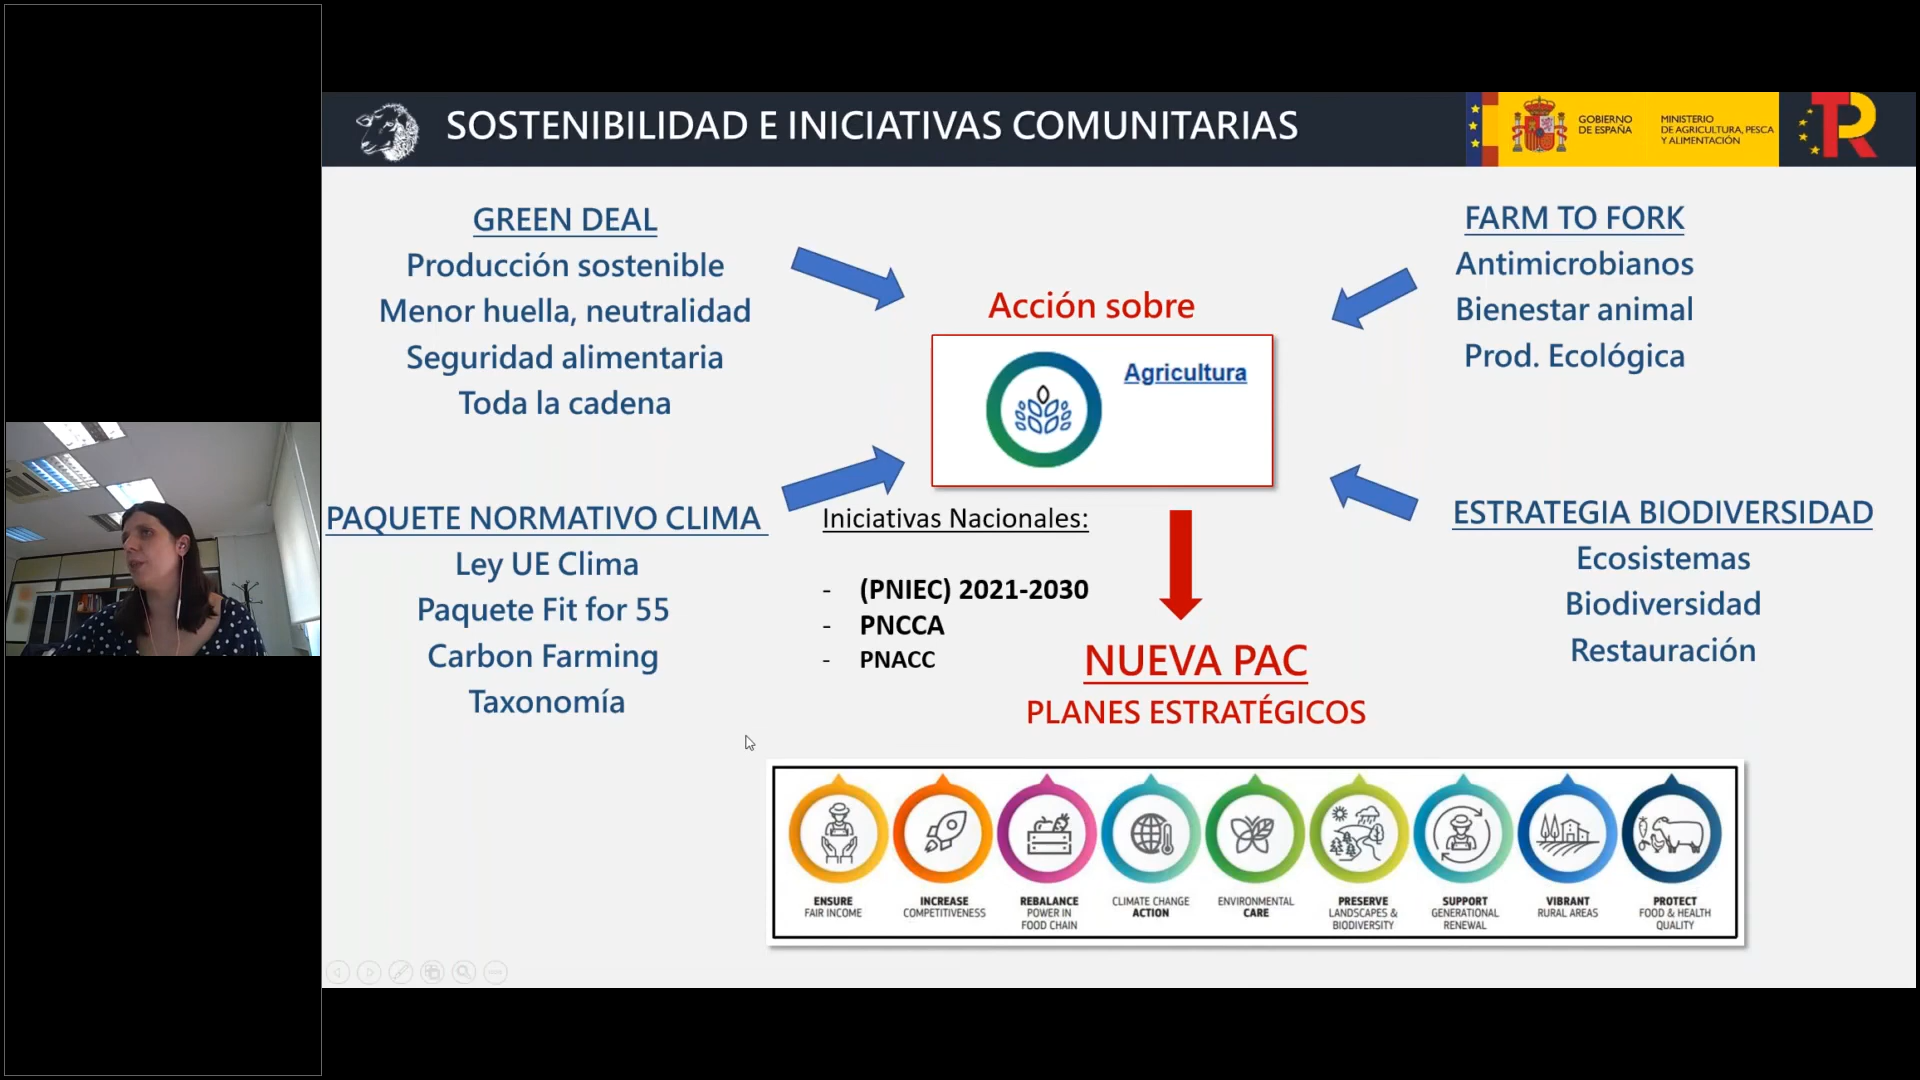 SOSTENIBILIDAD E INICIATIVAS COMUNITARIAS
GOBIERNO
DE ESPAÑA
MINISTERIO
DE AGRICULTURA, PESCA
Y ALIMENTACIÓN
TR
GREEN DEAL
Producción sostenible
Menor huella, neutralidad
Seguridad alimentaria
Toda la cadena
FARM TO FORK
Antimicrobianos
Bienestar animal
Prod. Ecológica
Acción sobre
Agricultura
PAQUETE NORMATIVO CLIMA
Ley UE Clima
Paquete Fit for 55
Carbon Farming
Taxonomía
Iniciativas Nacionales:
- (PNIEC) 2021-2030
- PNCCA
- PNACC
ESTRATEGIA BIODIVERSIDAD
Ecosistemas
Biodiversidad
Restauración
NUEVA PAC
PLANES ESTRATÉGICOS
ENSURE
FAIR INCOME
INCREASE
COMPETITIVENESS
REBALANCE
POWER IN
FOOD CHAIN
CLIMATE CHANGE
ACTION
ENVIRONMENTAL
CARE
PRESERVE
LANDSCAPES &
BIODIVERSITY
SUPPORT
GENERATIONAL
RENEWAL
VIBRANT
RURAL AREAS
PROTECT
FOOD & HEALTH
QUALITY